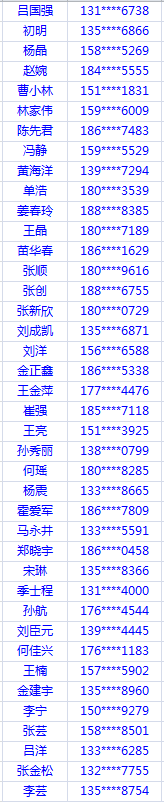 吕国强 131****6738
初明 135****6866
杨晶 158****5269
赵婉 184****5555
曹小林 151****1831
林家伟 159****6009
陈先君 186****7483
冯静 159****5529
黄海洋 139****7294
单浩 180****3539
姜春玲 188****8385
王晶 180****7189
苗华春 186****1629
张顺 180****9616
张创 188****6755
张新欣 180****0729
刘成凯 135****6871
刘洋 156****6588
金正鑫 186****5338
王金萍 177****4476
崔强 185****7118
王亮 151****3925
孙秀丽 138****0799
何瑶 180****8285
杨震 133****8665
霍爱军 186****7809
马永井 133****5591
郑晓宇 186****0458
宋琳 135****8366
季士程 131****4000
孙航 176****4544
刘臣元 139****4445
何佳兴 176****1183
王楠 157****5902
金建宇 135****8960
李宁 150****9279
张芸 158****8501
吕洋 133****6285
张金松 132****7755
李芸 135****8754